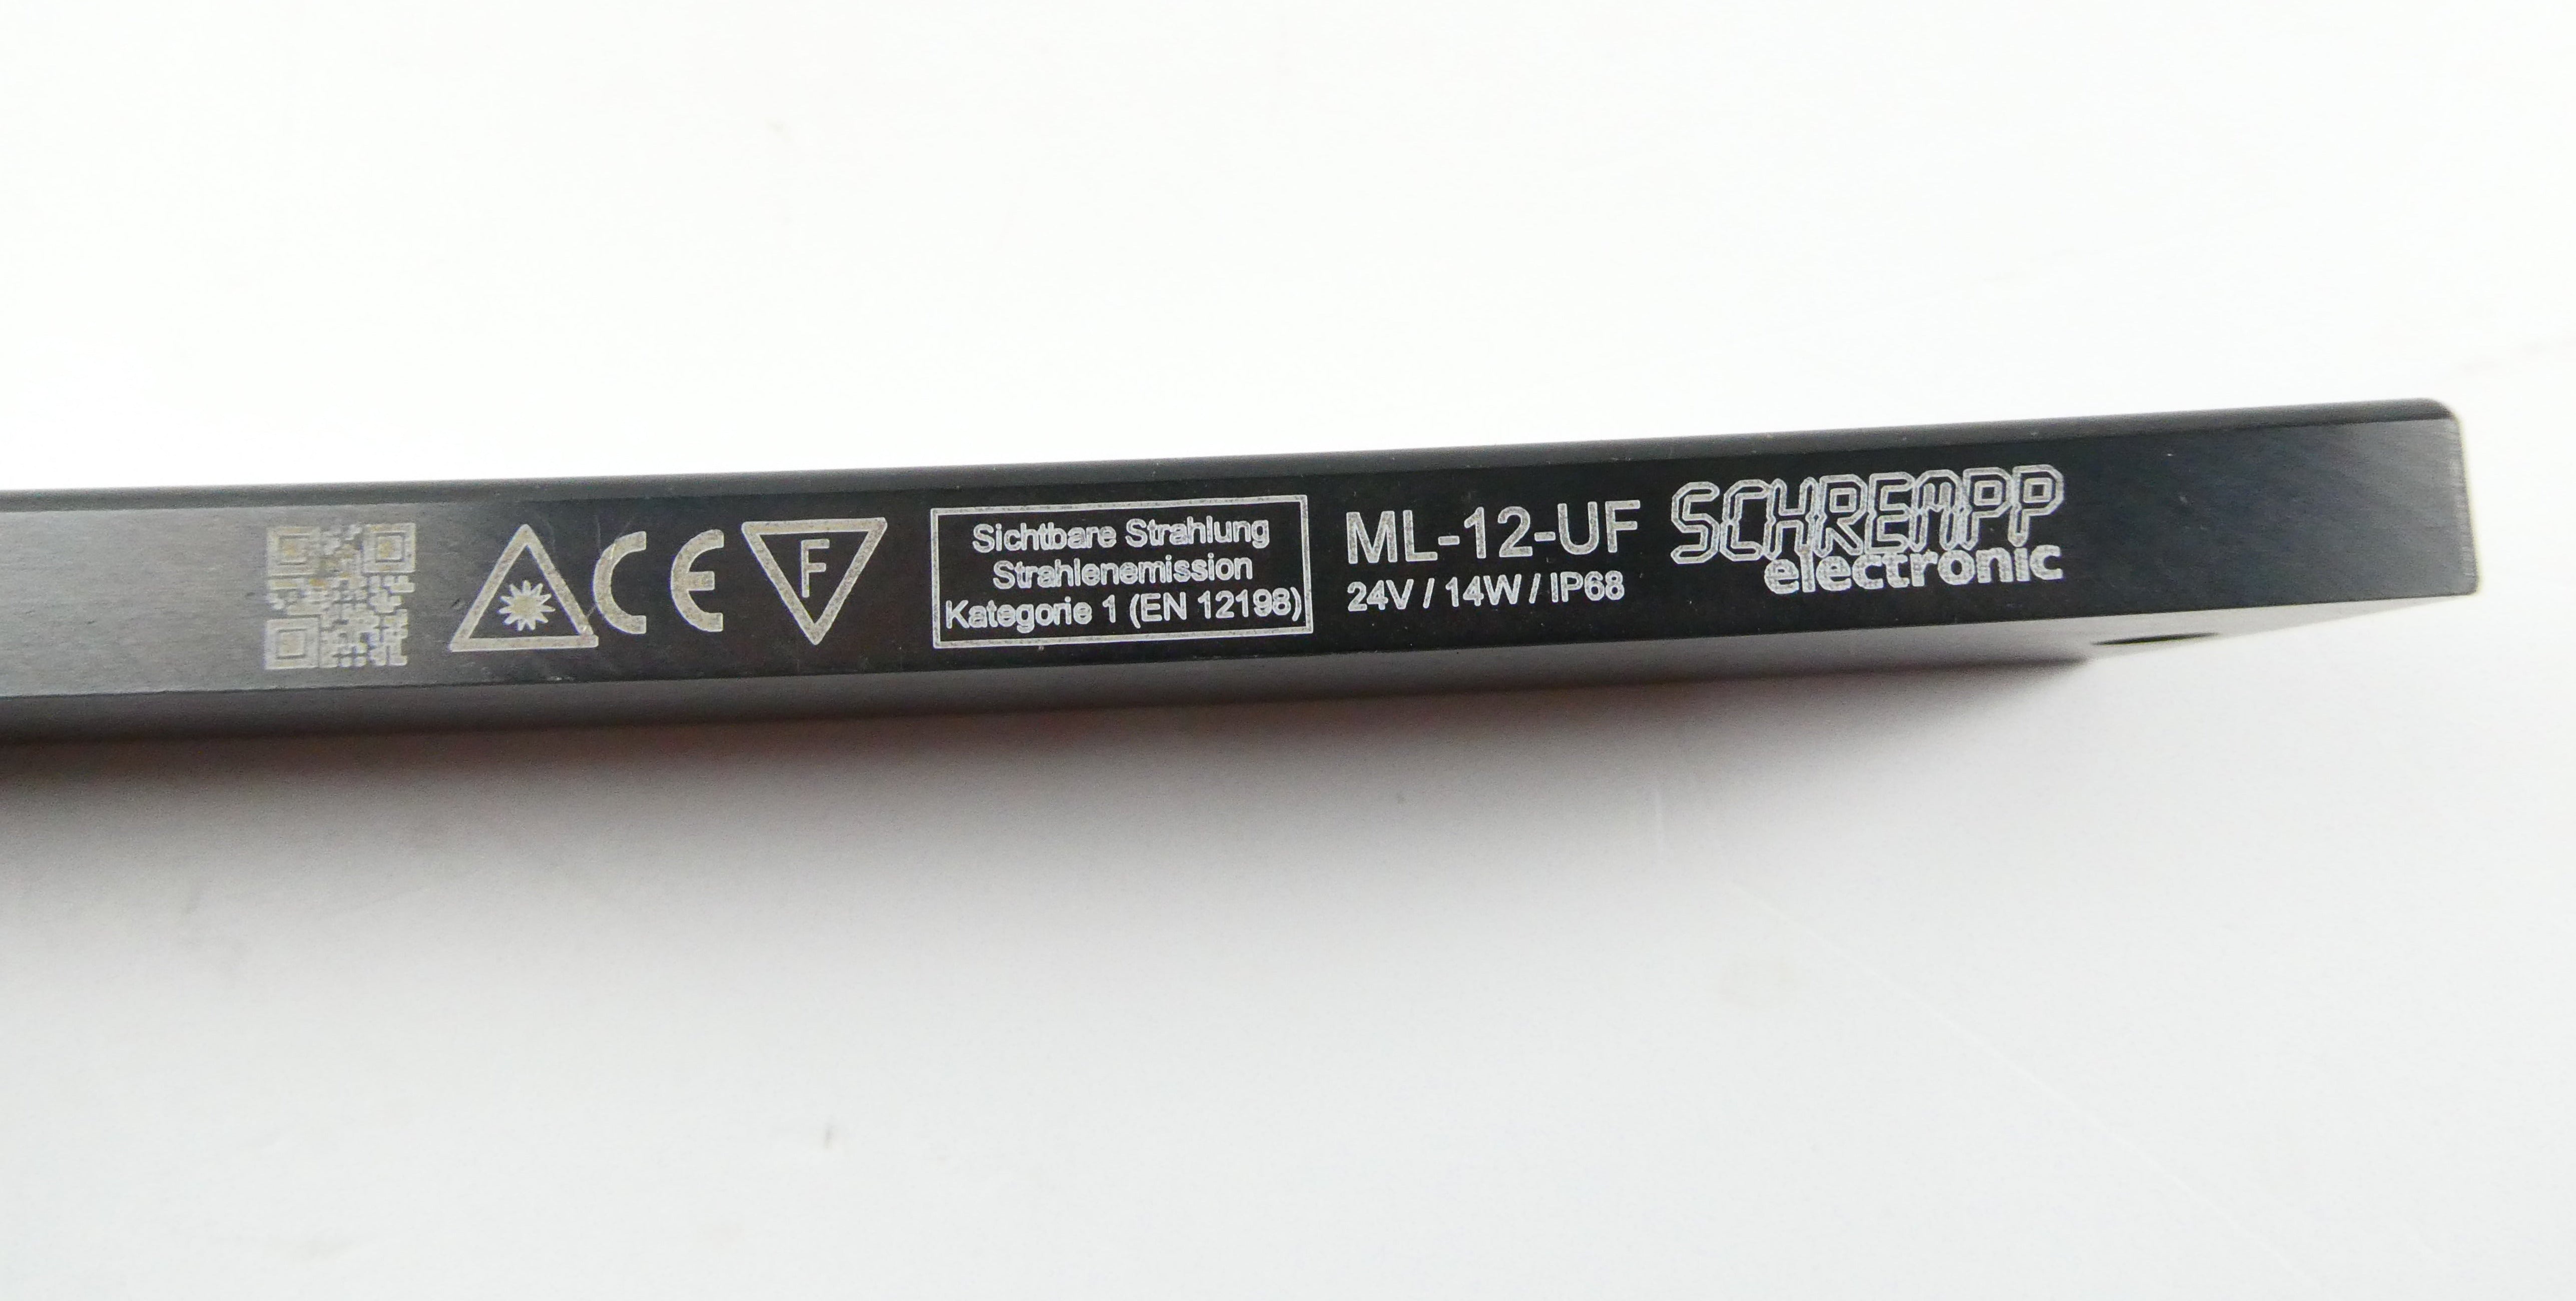 CE
F
Sichtbare Strahlung
Strahlenemission
Kategorie 1 (EN 12198)
ML-12-UF
24V / 14W / IP68
SCHREMPP
electronic